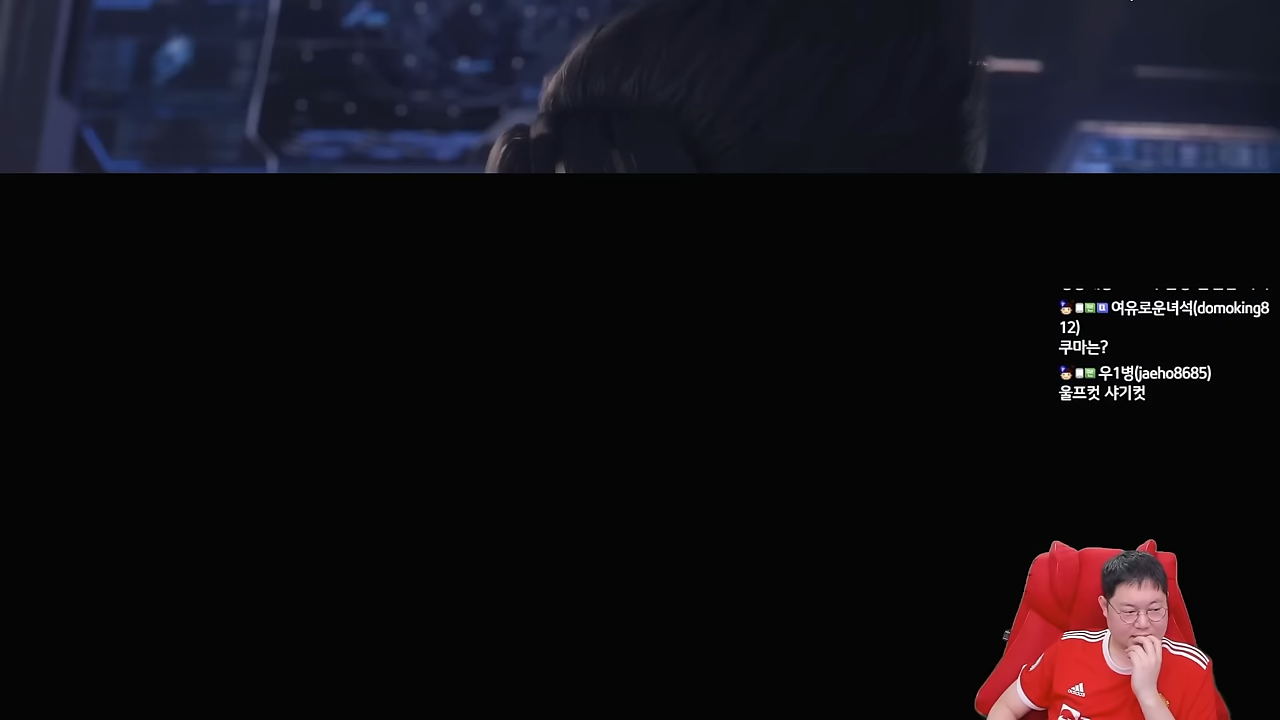 여유로운녀석(domoking8
12)
쿠마는?
우1병(jaeho8685)
울프컷 샤기컷
adidas